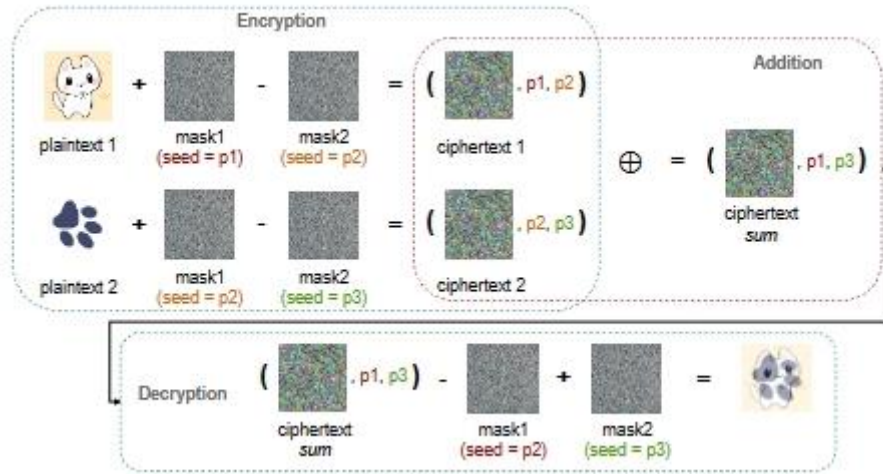 Encryption
+ - = ( , p1, p2 )
plaintext 1 mask1 mask2 ciphertext 1
(seed = p1) (seed = p2)
Addition
⊕ = ( , p1, p3 )
ciphertext
sum
+ - = ( , p2, p3 )
plaintext 2 mask1 mask2 ciphertext 2
(seed = p2) (seed = p3)
Decryption ( , p1, p3 ) - + =
ciphertext mask1 mask2
sum (seed = p2) (seed = p3)